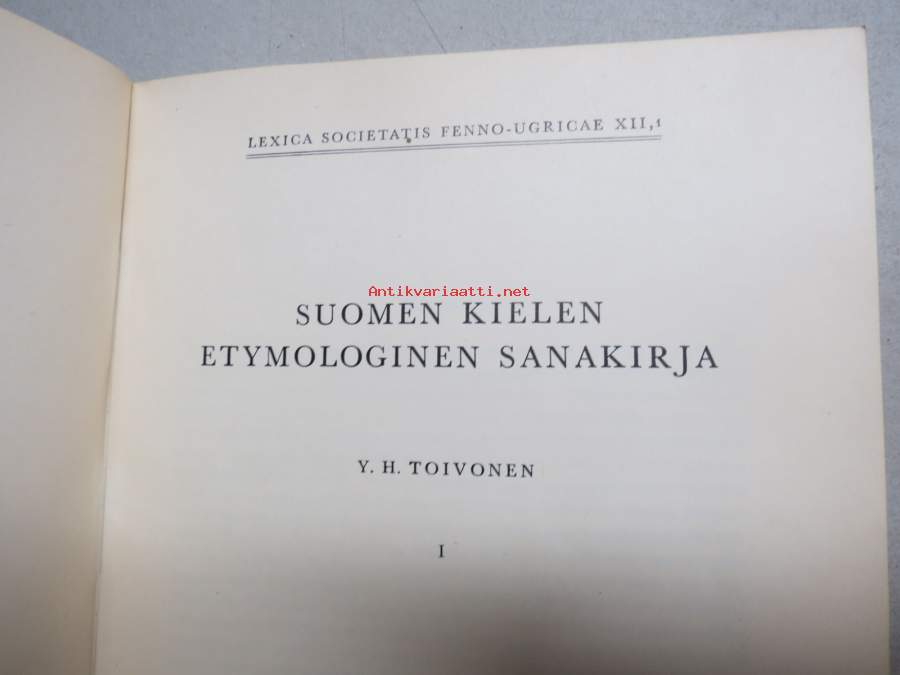 LEXICA SOCIETATIS FENNO-UGRICAE XII,1
Antikvariaatti.net
SUOMEN KIELEN
ETYMOLOGINEN SANAKIRJA
Y. H. TOIVONEN
I